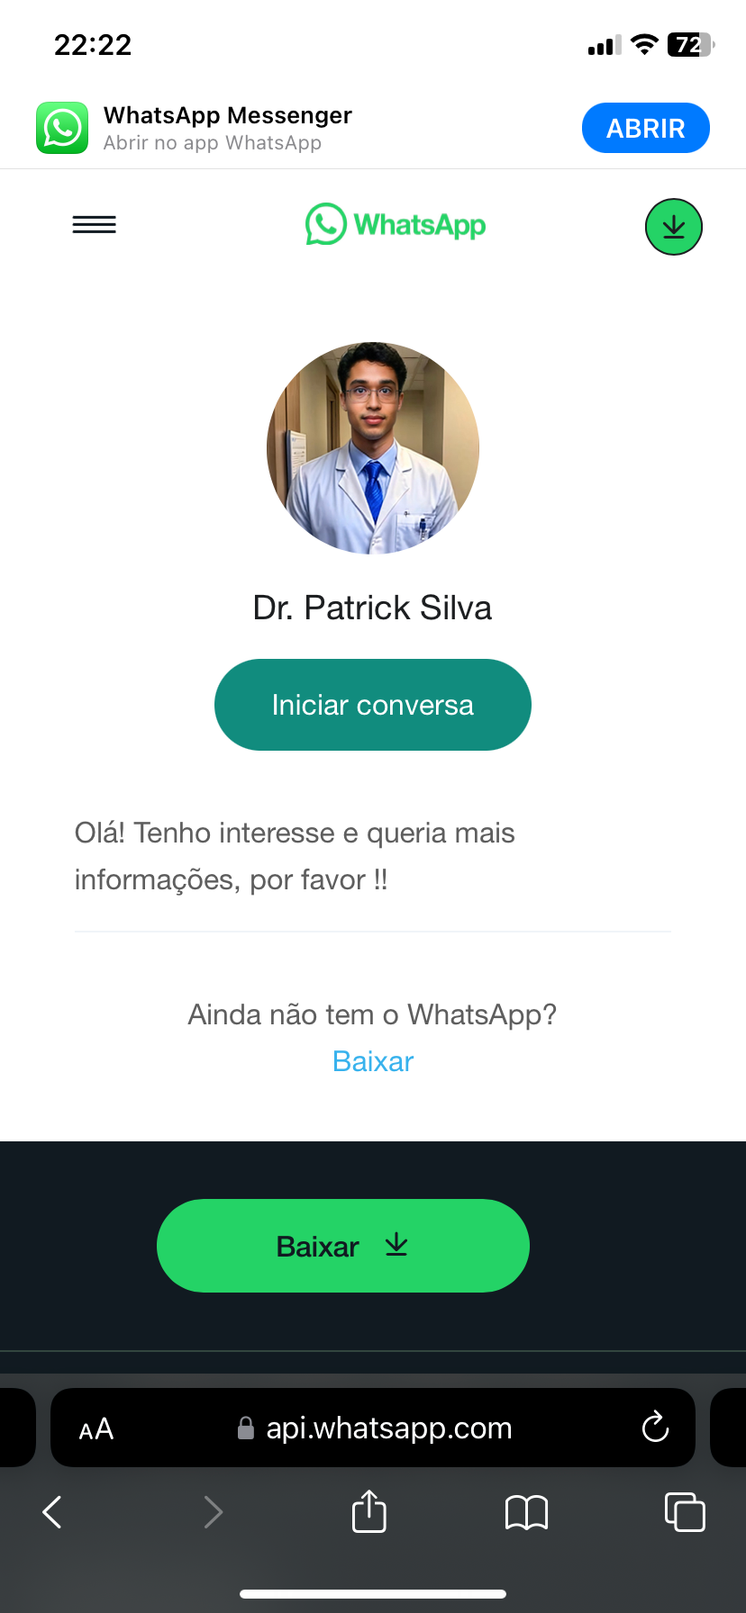 22:22
72
WhatsApp Messenger
Abrir no app WhatsApp
ABRIR
WhatsApp
Dr. Patrick Silva
Iniciar conversa
Olá! Tenho interesse e queria mais
informações, por favor !!
Ainda não tem o WhatsApp?
Baixar
Baixar
AA
api.whatsapp.com